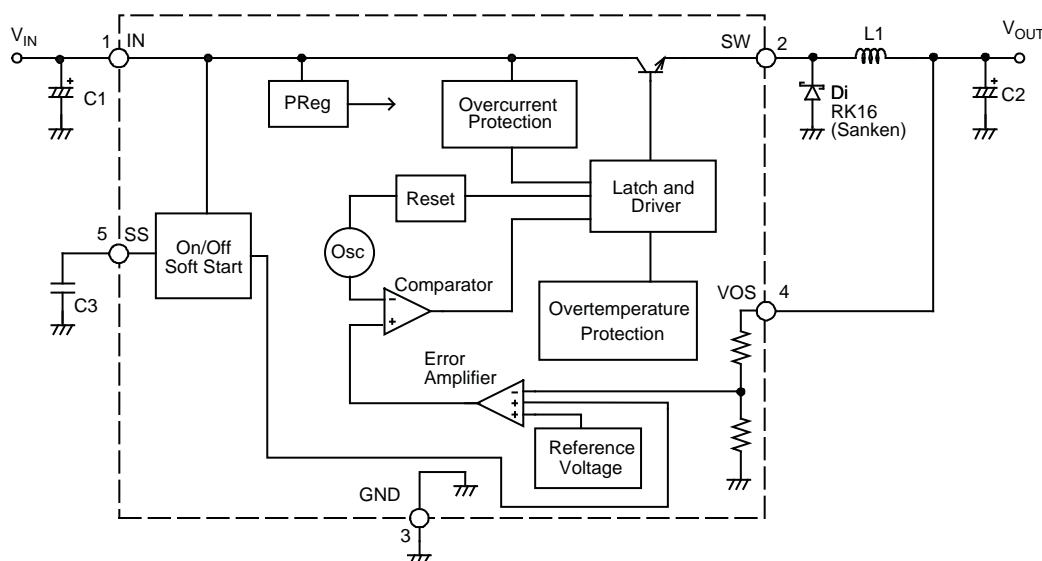 VIN
1
IN
SW
2
L1
VOUT
C1
+
PReg
Overcurrent
Protection
Di
RK16
(Sanken)
+
C2
Reset
Latch and
Driver
5
SS
On/Off
Soft Start
Osc
C3
Comparator
−
+
Overtemperature
Protection
VOS
4
Error
Amplifier
−
+
+
Reference
Voltage
GND
3